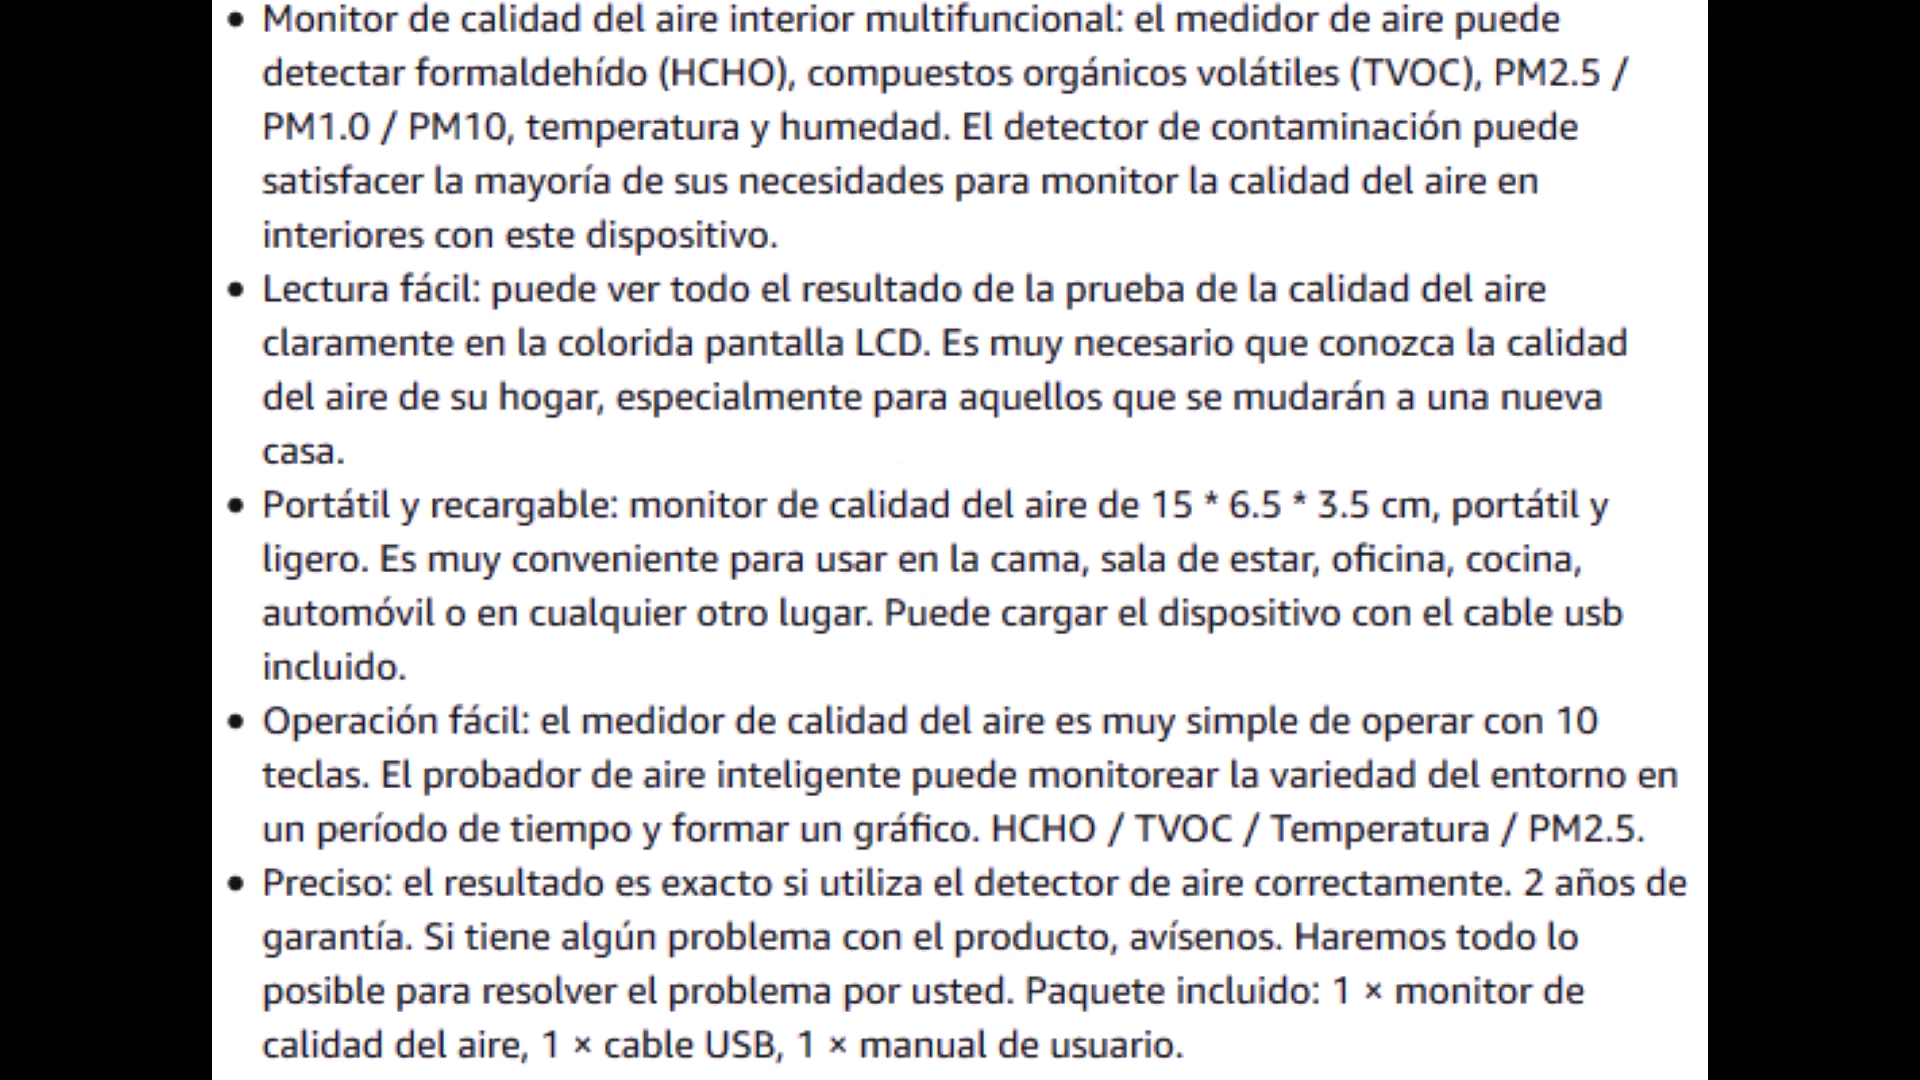 • Monitor de calidad del aire interior multifuncional: el medidor de aire puede
detectar formaldehído (HCHO), compuestos orgánicos volátiles (TVOC), PM2.5 /
PM1.0 / PM10, temperatura y humedad. El detector de contaminación puede
satisfacer la mayoría de sus necesidades para monitor la calidad del aire en
interiores con este dispositivo.
• Lectura fácil: puede ver todo el resultado de la prueba de la calidad del aire
claramente en la colorida pantalla LCD. Es muy necesario que conozca la calidad
del aire de su hogar, especialmente para aquellos que se mudarán a una nueva
casa.
• Portátil y recargable: monitor de calidad del aire de 15 * 6.5 * 3.5 cm, portátil y
ligero. Es muy conveniente para usar en la cama, sala de estar, oficina, cocina,
automóvil o en cualquier otro lugar. Puede cargar el dispositivo con el cable usb
incluido.
• Operación fácil: el medidor de calidad del aire es muy simple de operar con 10
teclas. El probador de aire inteligente puede monitorear la variedad del entorno en
un período de tiempo y formar un gráfico. HCHO / TVOC / Temperatura / PM2.5.
• Preciso: el resultado es exacto si utiliza el detector de aire correctamente. 2 años de
garantía. Si tiene algún problema con el producto, avísenos. Haremos todo lo
posible para resolver el problema por usted. Paquete incluido: 1 × monitor de
calidad del aire, 1 × cable USB, 1 × manual de usuario.